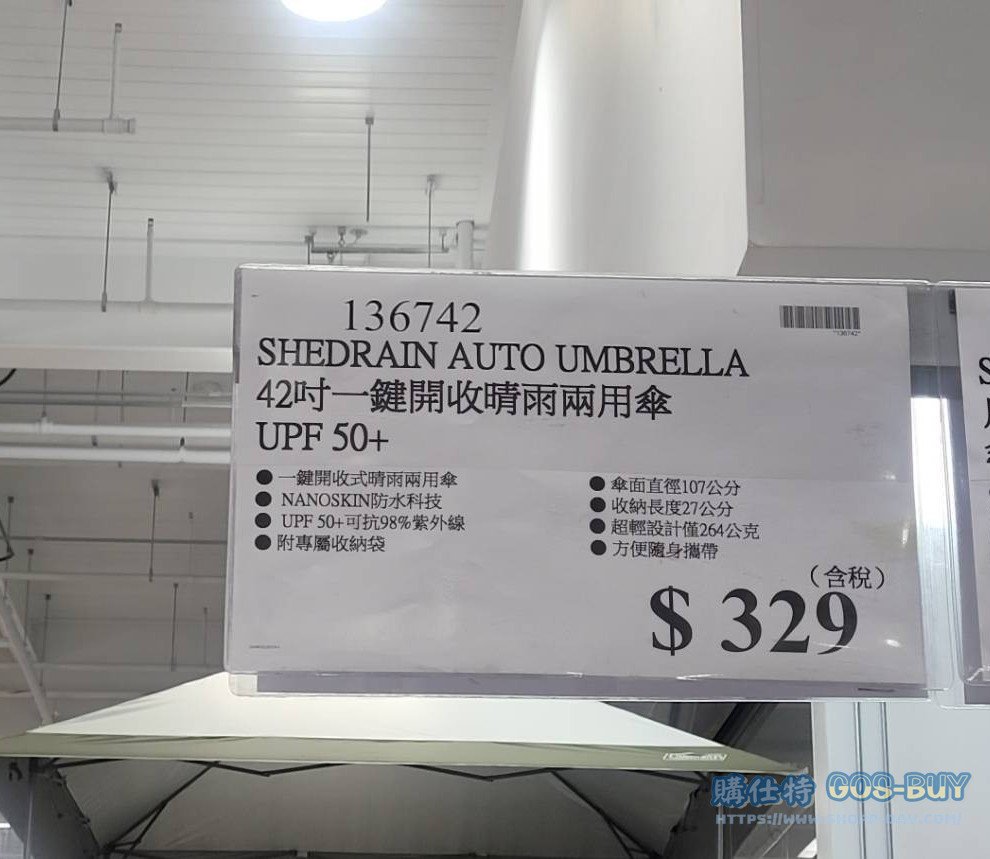 136742
SHEDRAIN AUTO UMBRELLA
42吋一鍵開收晴雨兩用傘
UPF 50+
● 一鍵開收式晴雨兩用傘
● NANOSKIN防水科技
● UPF 50+可抗98%紫外線
● 附專屬收納袋
● 傘面直徑107公分
● 收納長度27公分
● 超輕設計僅264公克
● 方便隨身攜帶
（含稅）
$ 329
"136742"
購仕特 GOS-BUY